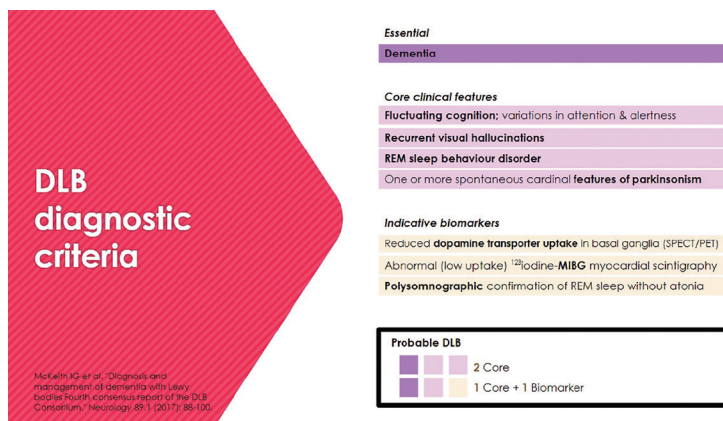 DLB
diagnostic
criteria
McKeith IG et al. "Diagnosis and
management of dementia with Lewy
bodies Fourth consensus report of the DLB
Consortium." Neurology 89.1 (2017): 88-100.
Essential
Dementia
Core clinical features
Fluctuating cognition; variations in attention & alertness
Recurrent visual hallucinations
REM sleep behaviour disorder
One or more spontaneous cardinal features of parkinsonism
Indicative biomarkers
Reduced dopamine transporter uptake in basal ganglia (SPECT/PET)
Abnormal (low uptake) ¹²³iodine-MIBG myocardial scintigraphy
Polysomnographic confirmation of REM sleep without atonia
Probable DLB
2 Core
1 Core + 1 Biomarker